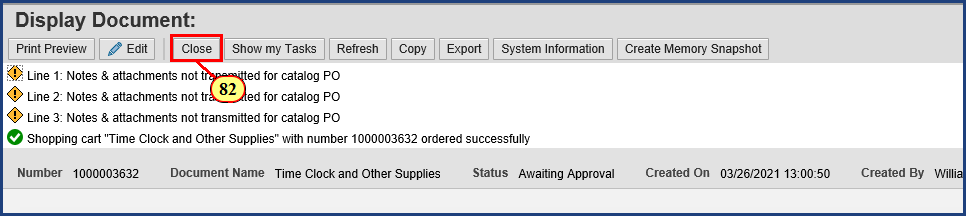 Display Document:
Print Preview Edit Close Show my Tasks Refresh Copy Export System Information Create Memory Snapshot
Line 1: Notes & attachments not transmitted for catalog PO
82
Line 2: Notes & attachments not transmitted for catalog PO
Line 3: Notes & attachments not transmitted for catalog PO
Shopping cart "Time Clock and Other Supplies" with number 1000003632 ordered successfully
Number 1000003632 Document Name Time Clock and Other Supplies Status Awaiting Approval Created On 03/26/2021 13:00:50 Created By Willia